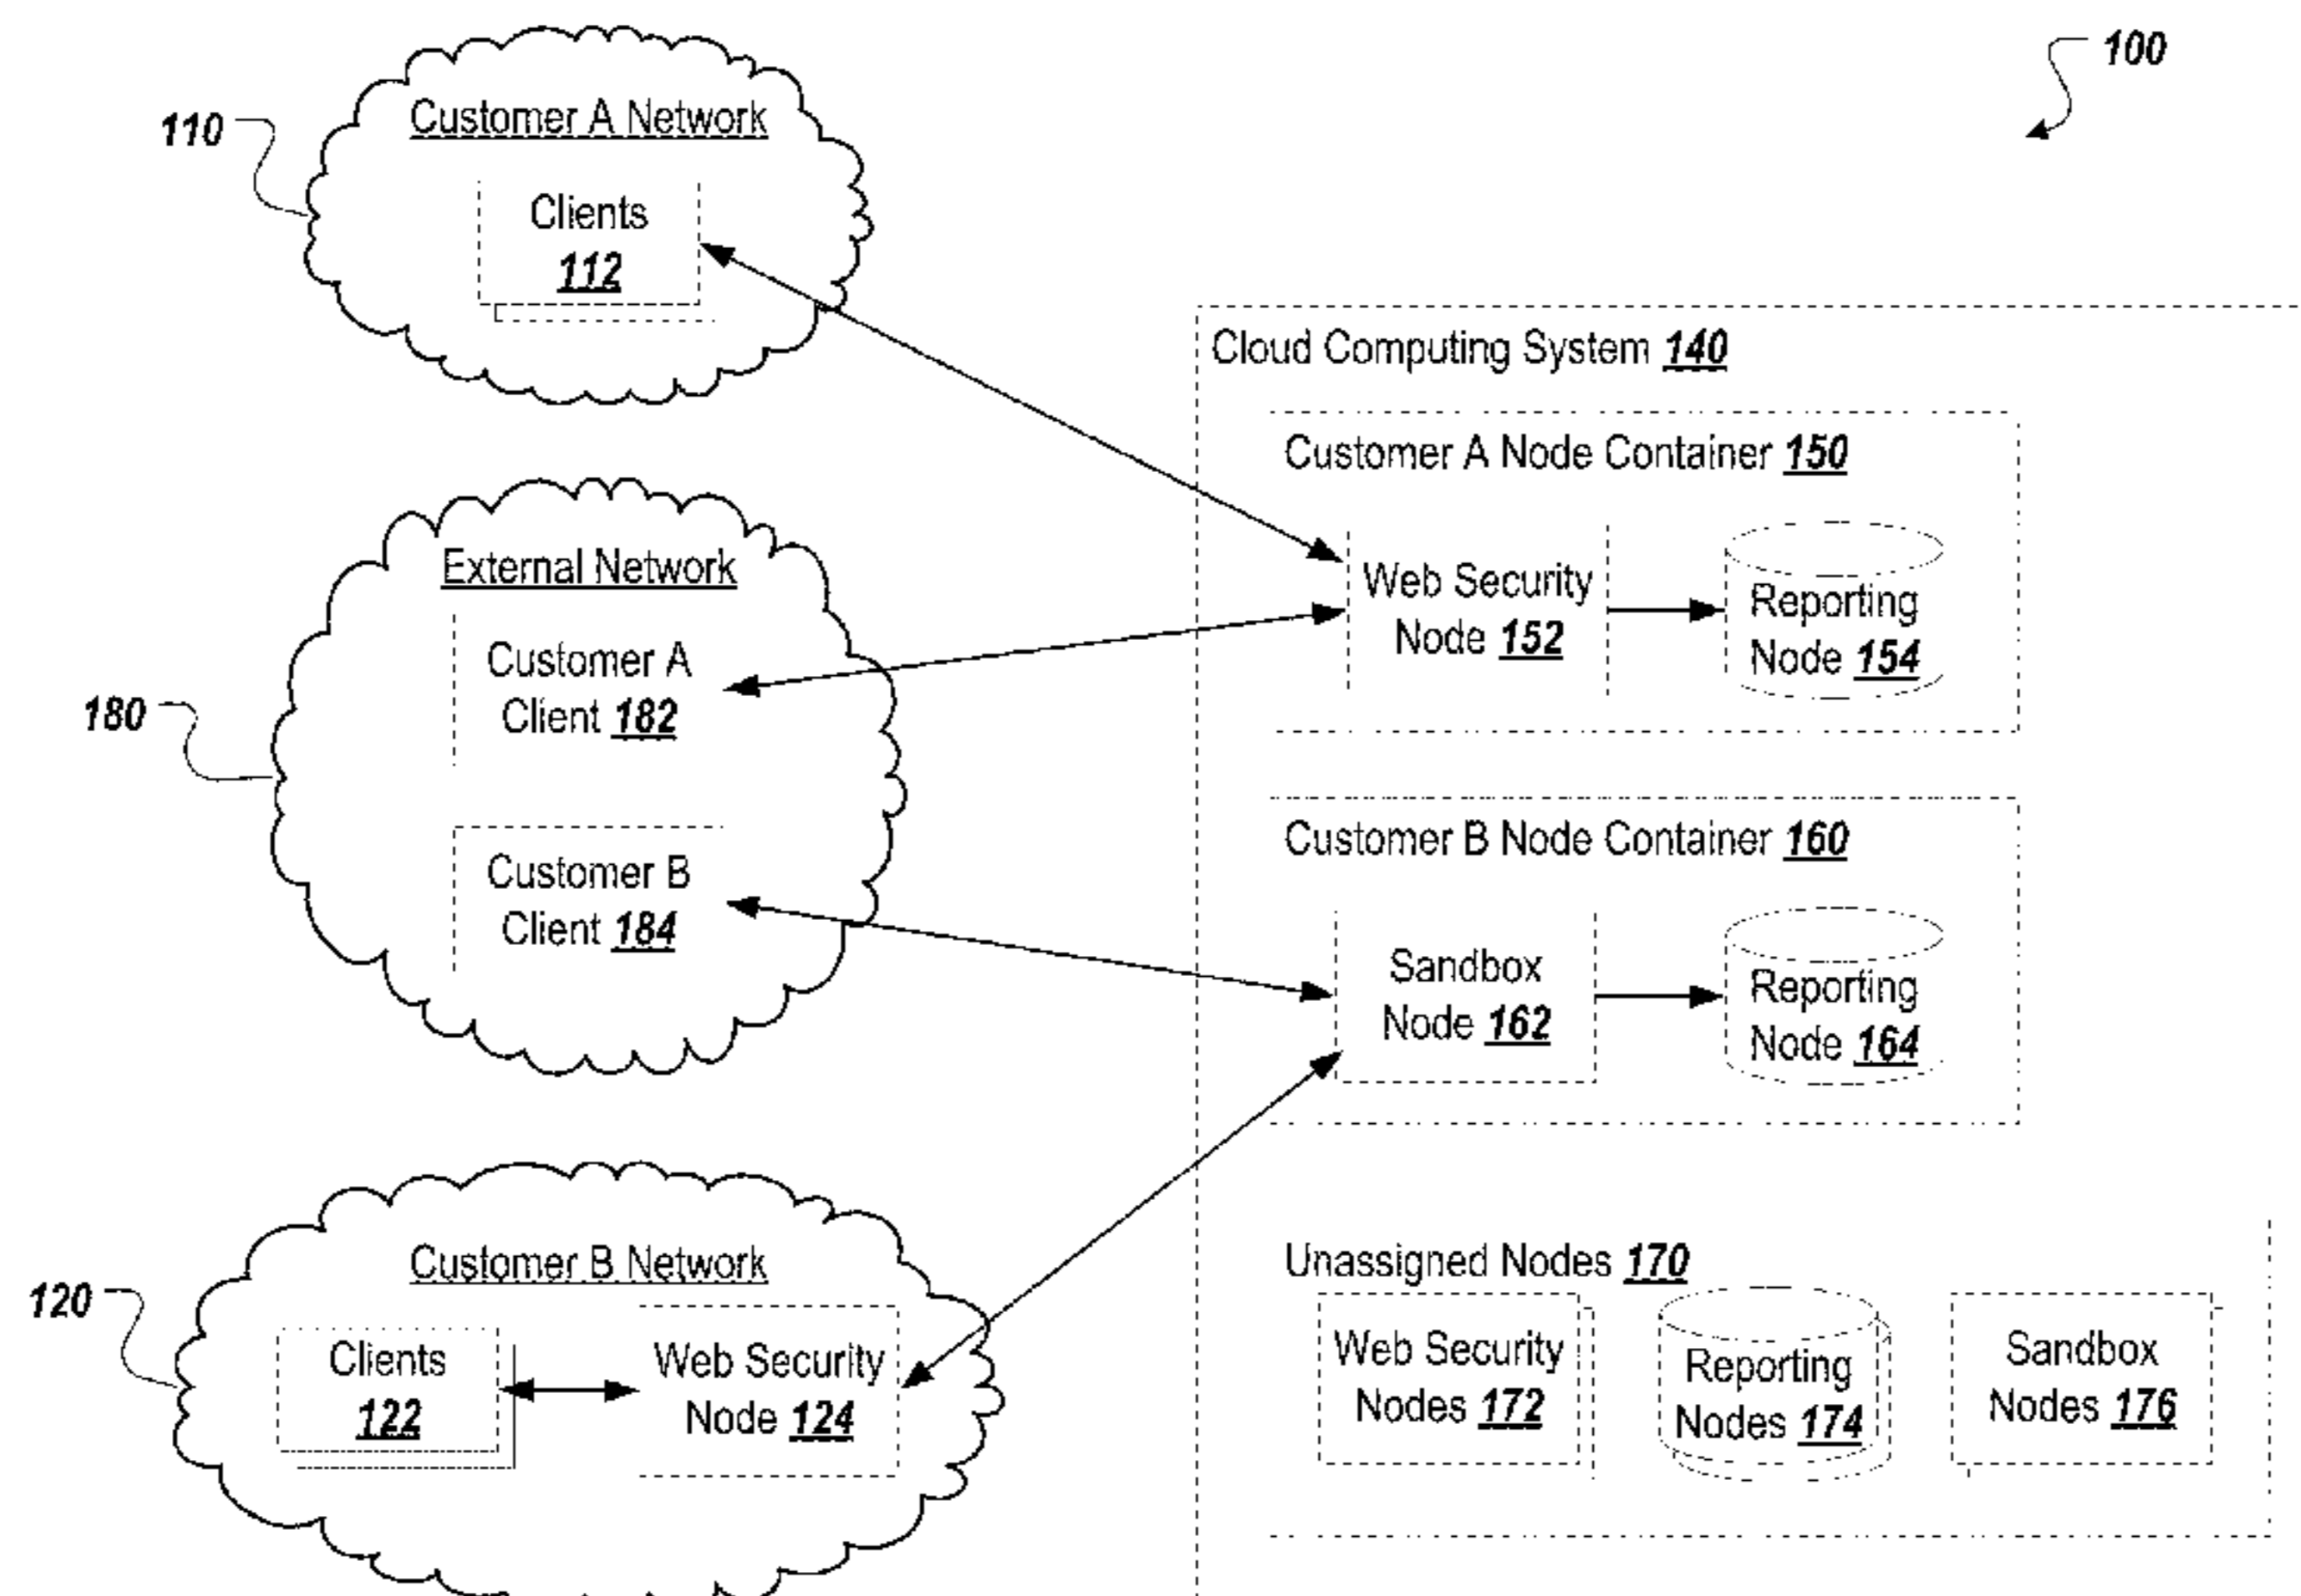 100
110
Customer A Network
Clients
112
Cloud Computing System 140
Customer A Node Container 150
Web Security
Node 152
Reporting
Node 154
180
External Network
Customer A
Client 182
Customer B
Client 184
Customer B Node Container 160
Sandbox
Node 162
Reporting
Node 164
120
Customer B Network
Clients
122
Web Security
Node 124
Unassigned Nodes 170
Web Security
Nodes 172
Reporting
Nodes 174
Sandbox
Nodes 176